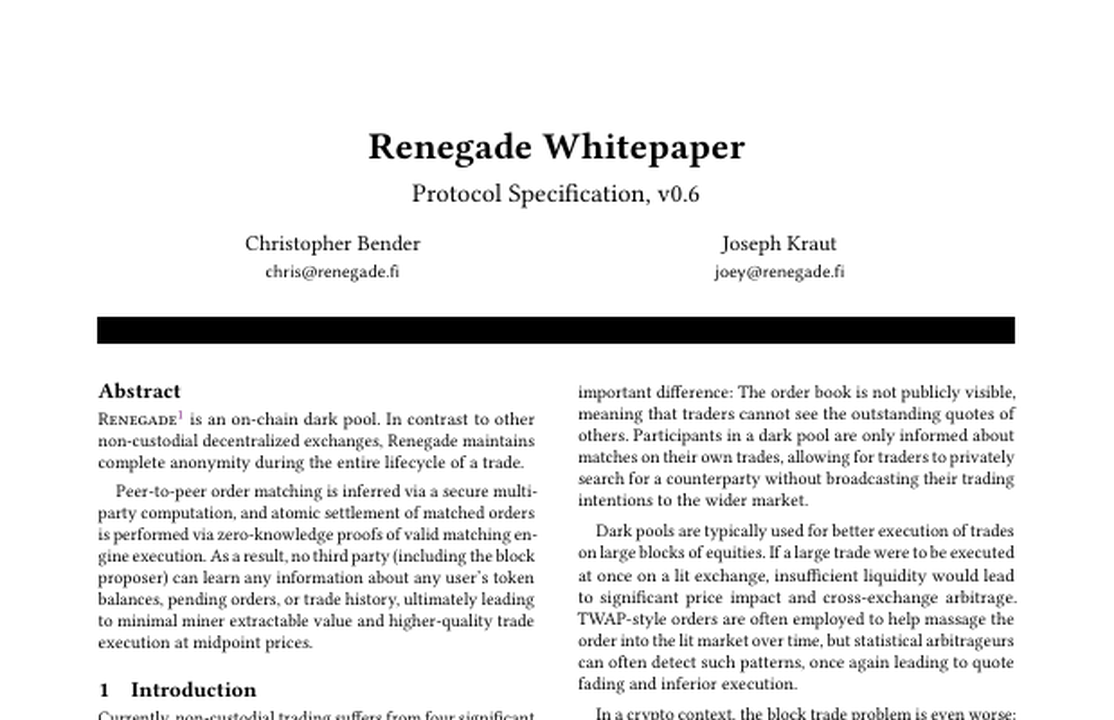 Renegade Whitepaper
Protocol Specification, v0.6
Christopher Bender
chris@renegade.fi
Joseph Kraut
joey@renegade.fi
Abstract
RENEGADE1 is an on-chain dark pool. In contrast to other
non-custodial decentralized exchanges, Renegade maintains
complete anonymity during the entire lifecycle of a trade.
Peer-to-peer order matching is inferred via a secure multi-
party computation, and atomic settlement of matched orders
is performed via zero-knowledge proofs of valid matching en-
gine execution. As a result, no third party (including the block
proposer) can learn any information about any user's token
balances, pending orders, or trade history, ultimately leading
to minimal miner extractable value and higher-quality trade
execution at midpoint prices.
1 Introduction
Currently, non-custodial trading suffers from four significant
important difference: The order book is not publicly visible,
meaning that traders cannot see the outstanding quotes of
others. Participants in a dark pool are only informed about
matches on their own trades, allowing for traders to privately
search for a counterparty without broadcasting their trading
intentions to the wider market.
Dark pools are typically used for better execution of trades
on large blocks of equities. If a large trade were to be executed
at once on a lit exchange, insufficient liquidity would lead
to significant price impact and cross-exchange arbitrage.
TWAP-style orders are often employed to help massage the
order into the lit market over time, but statistical arbitrageurs
can often detect such patterns, once again leading to quote
fading and inferior execution.
In a crypto context, the block trade problem is even worse: